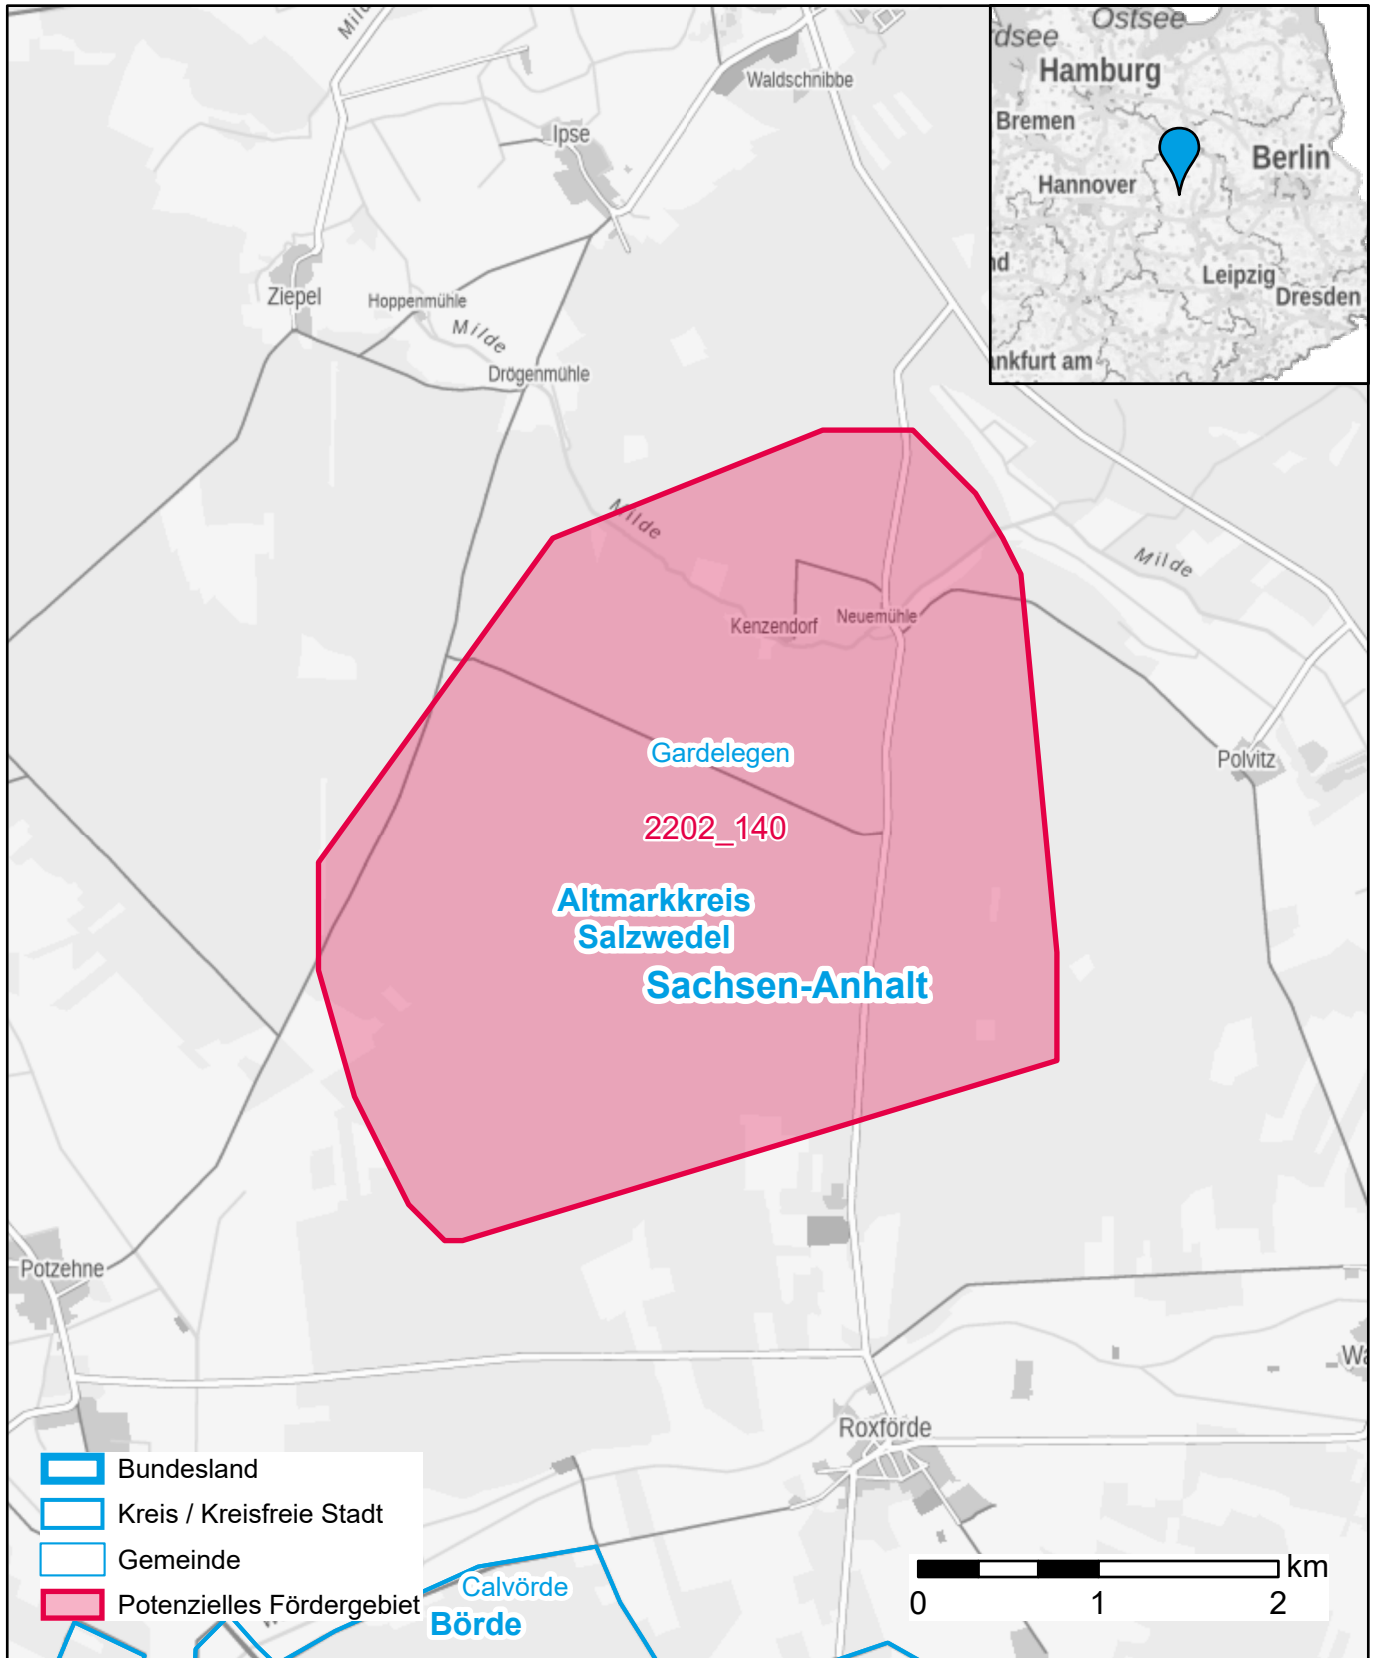 Waldschnibbe
Ipse
Ziepel
Hoppenmühle
Milde
Drögenmühle
Ostsee
Hamburg
Bremen
Berlin
Hannover
Leipzig
Dresden
ankfurt am
Milde
Milde
Kenzendorf
Neuemühle
Polvitz
Gardelegen
2202_140
Altmarkkreis
Salzwedel
Sachsen-Anhalt
Potzehne
Roxförde
Bundesland
Kreis / Kreisfreie Stadt
Gemeinde
Potenzielles Fördergebiet
Calvörde
Börde
km
0 1 2